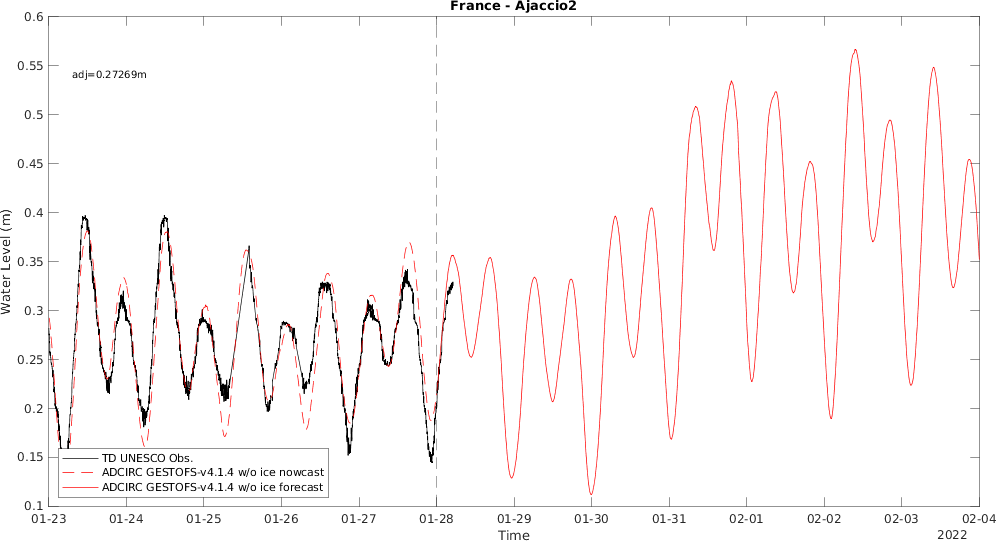 France - Ajaccio2
0.6
0.55
0.5
0.45
0.4
0.35
0.3
0.25
0.2
0.15
0.1
Water Level (m)
adj=0.27269m
TD UNESCO Obs.
ADCIRC GESTOFS-v4.1.4 w/o ice nowcast
ADCIRC GESTOFS-v4.1.4 w/o ice forecast
01-23 01-24 01-25 01-26 01-27 01-28 01-29 01-30 01-31 02-01 02-02 02-03 02-04
Time
2022